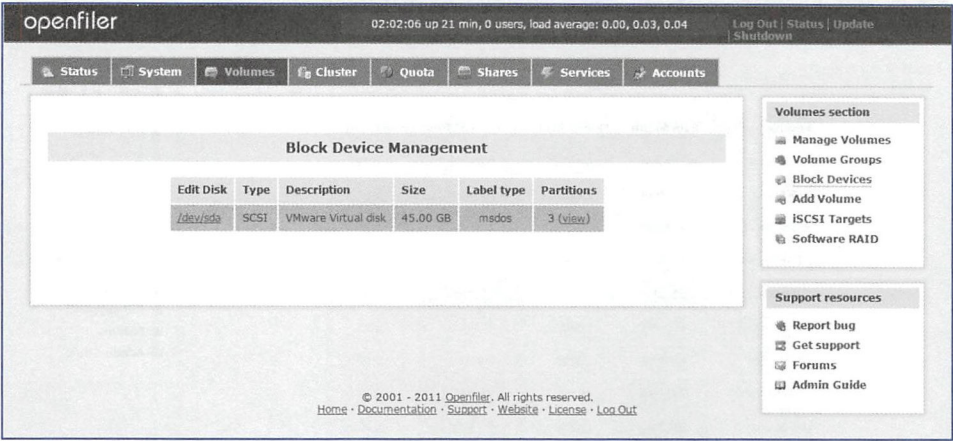 openfiler
02:02:06 up 21 min, 0 users, load average: 0.00, 0.03, 0.04
Log Out | Status | Update
| Shutdown
Status System Volumes Cluster Quota Shares Services Accounts
Block Device Management
Edit Disk Type Description Size Label type Partitions
/dev/sda SCSI VMware Virtual disk 45.00 GB msdos 3 (view)
Volumes section
Manage Volumes
Volume Groups
Block Devices
Add Volume
iSCSI Targets
Software RAID
Support resources
Report bug
Get support
Forums
Admin Guide
© 2001 - 2011 Openfiler. All rights reserved.
Home · Documentation · Support · Website · License · Log Out